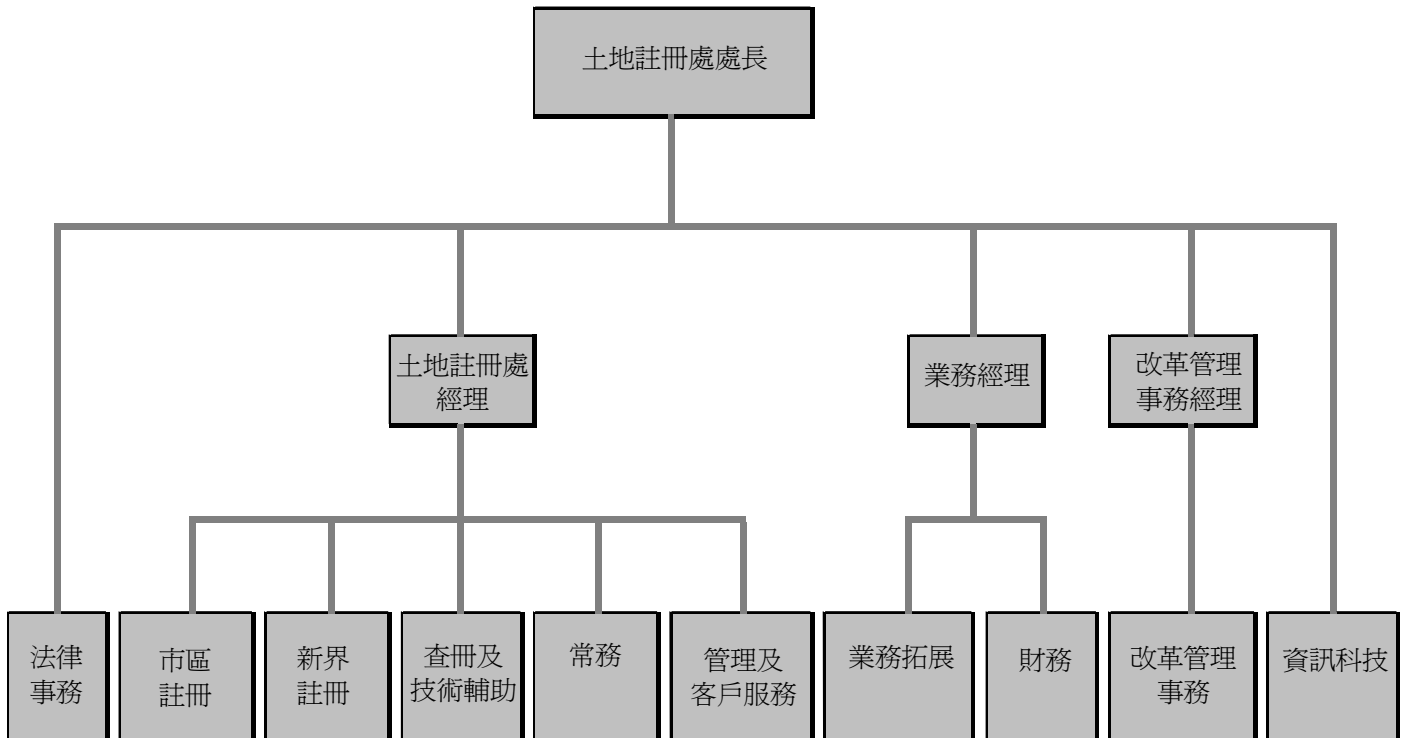 土地註冊處處長
土地註冊處
經理
業務經理
改革管理
事務經理
法律
事務
市區
註冊
新界
註冊
查冊及
技術輔助
常務
管理及
客戶服務
業務拓展
財務
改革管理
事務
資訊科技